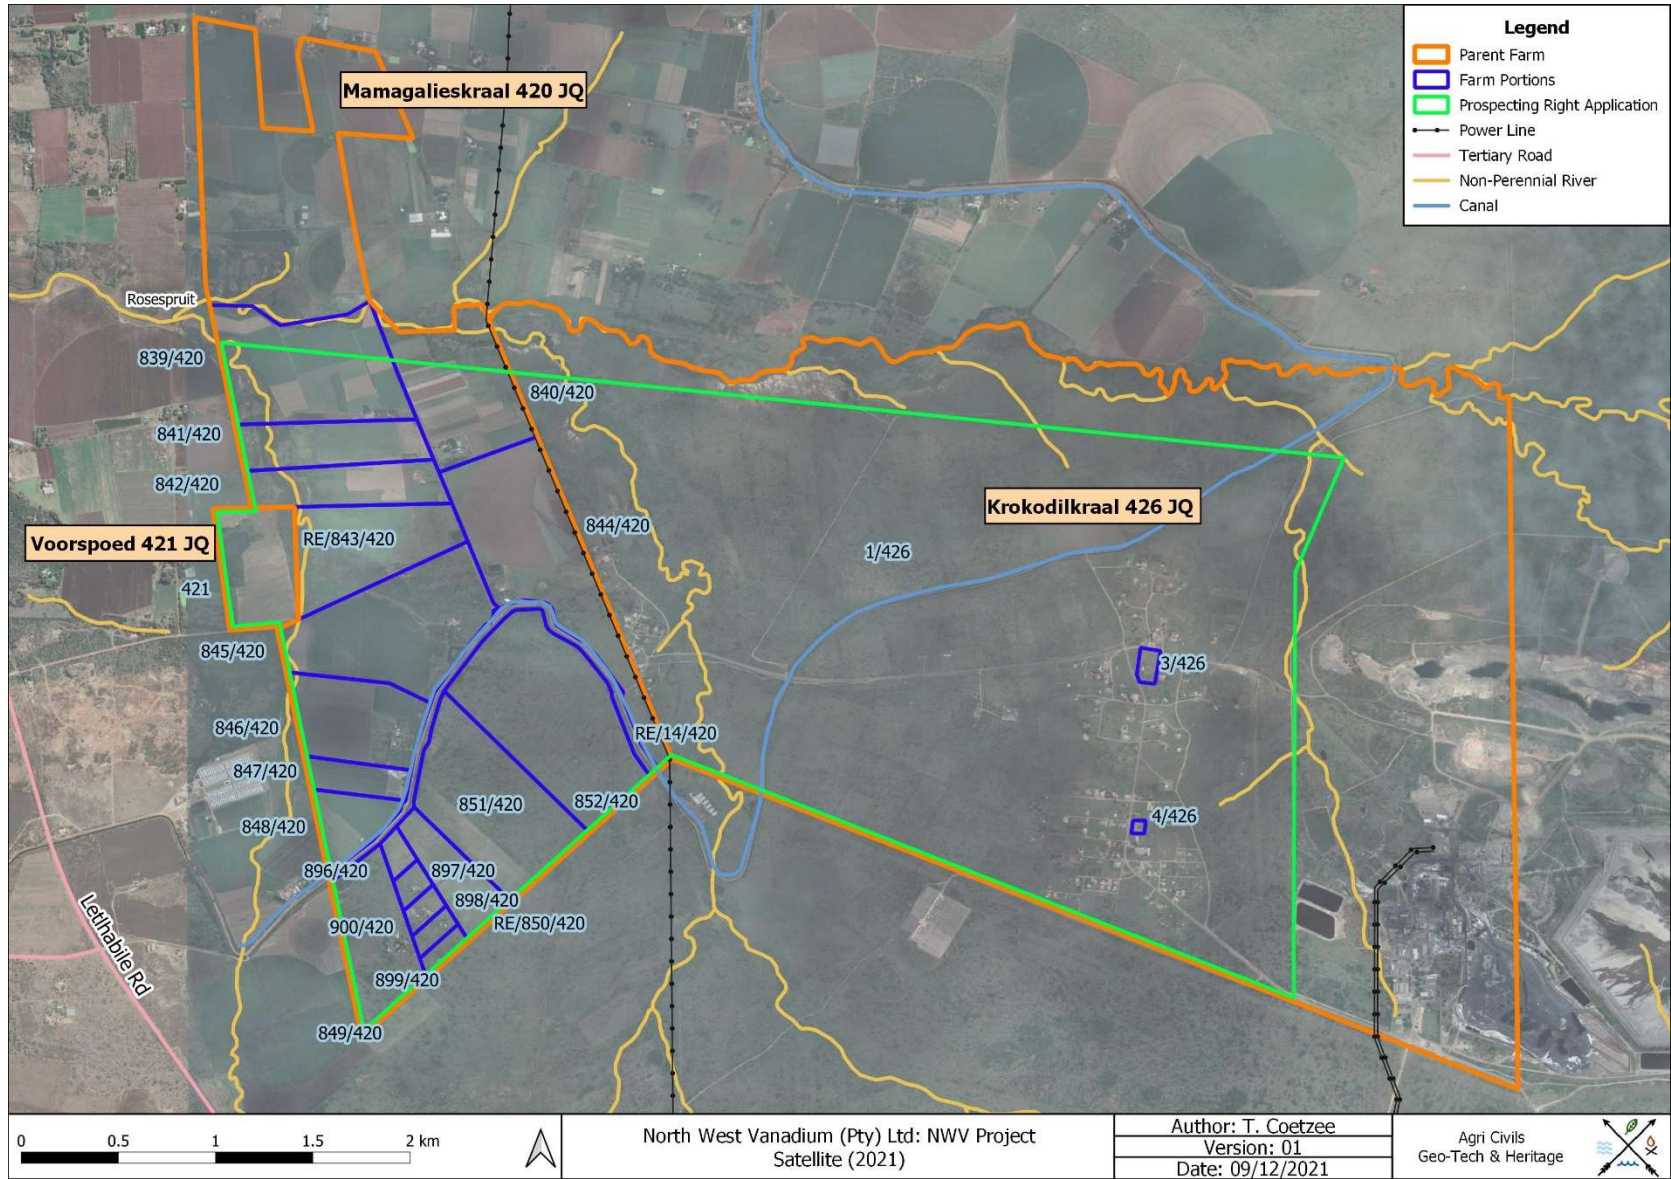 Legend
Parent Farm
Farm Portions
Prospecting Right Application
Power Line
Tertiary Road
Non-Perennial River
Canal
Mamagalieskraal 420 JQ
Rosespruit
839/420
840/420
841/420
842/420
Krokodilkraal 426 JQ
844/420
Voorspoed 421 JQ
RE/843/420
1/426
421
845/420
3/426
846/420
RE/14/420
847/420
851/420
852/420
4/426
848/420
896/420
897/420
898/420
900/420
RE/850/420
Letlhabile Rd
899/420
849/420
0 0.5 1 1.5 2 km
North West Vanadium (Pty) Ltd: NWV Project
Satellite (2021)
Author: T. Coetzee
Version: 01
Date: 09/12/2021
Agri Civils
Geo-Tech & Heritage